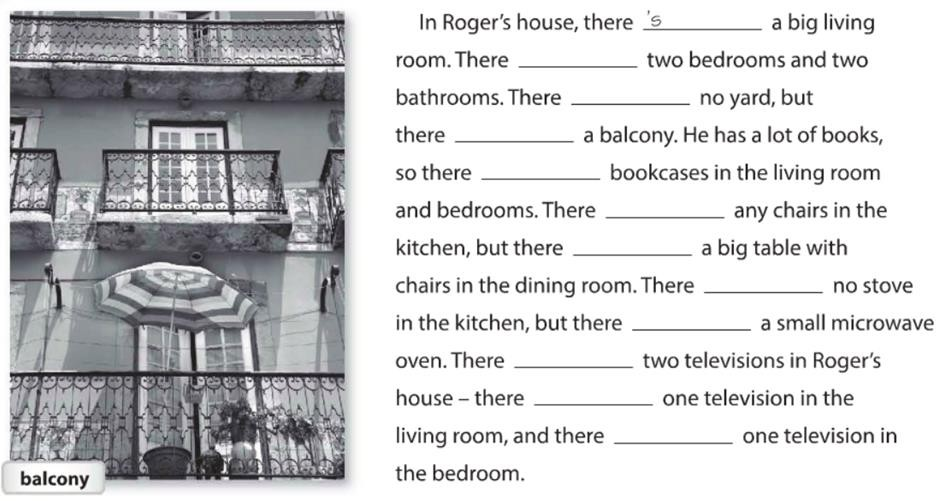 In Roger's house, there 's__________ a big living
room. There __________ two bedrooms and two
bathrooms. There __________ no yard, but
there __________ a balcony. He has a lot of books,
so there __________ bookcases in the living room
and bedrooms. There __________ any chairs in the
kitchen, but there __________ a big table with
chairs in the dining room. There __________ no stove
in the kitchen, but there __________ a small microwave
oven. There __________ two televisions in Roger's
house – there __________ one television in the
living room, and there __________ one television in
the bedroom.
balcony